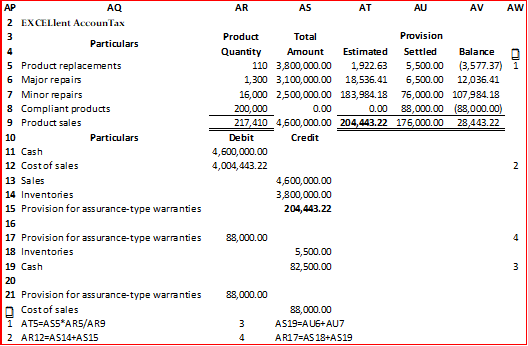 AP AQ AR AS AT AU AV AW
2 EXCELlent AccounTax
3 Particulars Product Total Provision
4 Quantity Amount Estimated Settled Balance
5 Product replacements 110 3,800,000.00 1,922.63 5,500.00 (3,577.37) 1
6 Major repairs 1,300 3,100,000.00 18,536.41 6,500.00 12,036.41
7 Minor repairs 16,000 2,500,000.00 183,984.18 76,000.00 107,984.18
8 Compliant products 200,000 0.00 0.00 88,000.00 (88,000.00)
9 Product sales 217,410 4,600,000.00 204,443.22 176,000.00 28,443.22
10 Particulars Debit Credit
11 Cash 4,600,000.00
12 Cost of sales 4,004,443.22 2
13 Sales 4,600,000.00
14 Inventories 3,800,000.00
15 Provision for assurance-type warranties 204,443.22
16
17 Provision for assurance-type warranties 88,000.00 4
18 Inventories 5,500.00
19 Cash 82,500.00 3
20
21 Provision for assurance-type warranties 88,000.00
Cost of sales 88,000.00
1 AT5=AS5*AR5/AR9 3 AS19=AU6+AU7
2 AR12=AS14+AS15 4 AR17=AS18+AS19